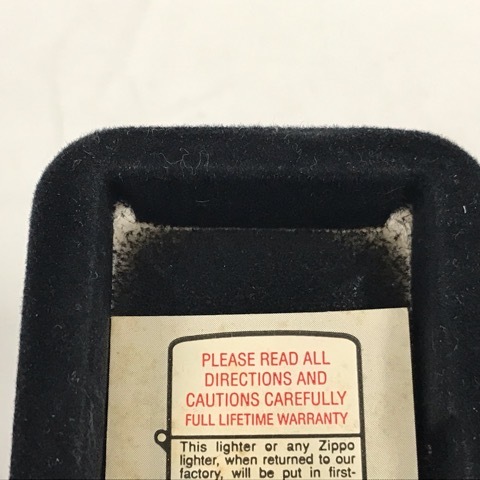 PLEASE READ ALL
DIRECTIONS AND
CAUTIONS CAREFULLY
FULL LIFETIME WARRANTY
This lighter or any Zippo
lighter, when returned to our
factory, will be put in first-